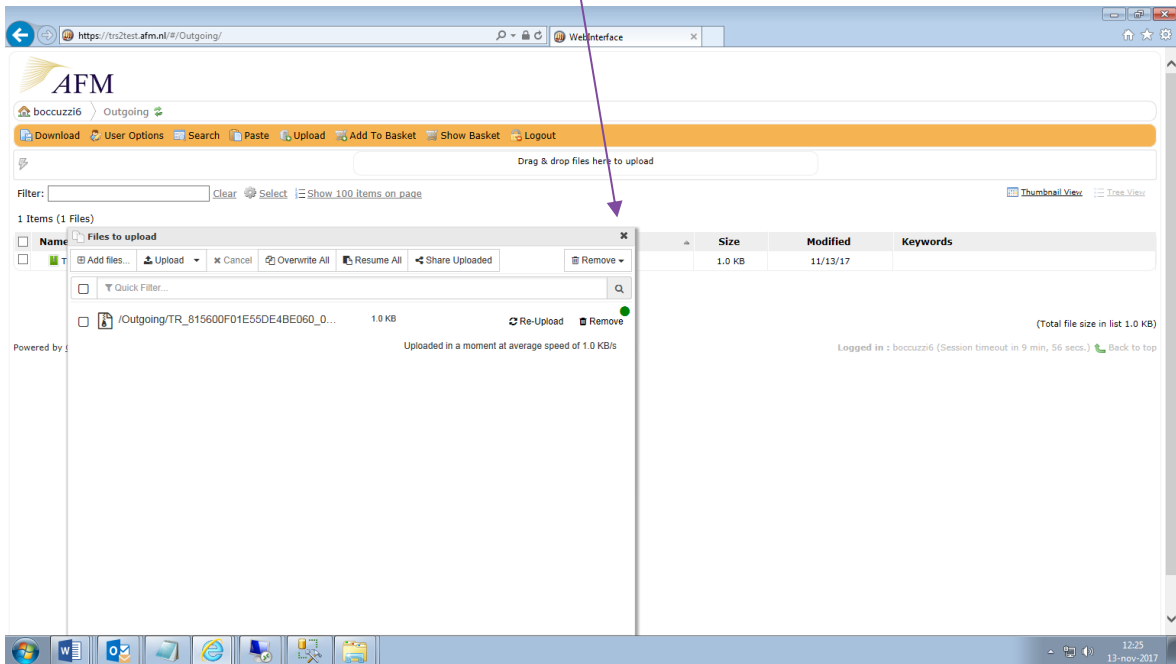 https://trs2test.afm.nl/#/Outgoing/
WebInterface
AFM
boccuzzi6 Outgoing
Download User Options Search Paste Upload Add To Basket Show Basket Logout
Drag & drop files here to upload
Filter: Clear Select Show 100 items on page Thumbnail View Tree View
1 Items (1 Files)
Name Size Modified Keywords
T 1.0 KB 11/13/17
Files to upload
Add files... Upload Cancel Overwrite All Resume All Share Uploaded Remove
Quick Filter...
/Outgoing/TR_815600F01E55DE4BE060_0... 1.0 KB Re-Upload Remove
Uploaded in a moment at average speed of 1.0 KB/s
(Total file size in list 1.0 KB)
Powered by
Logged in : boccuzzi6 (Session timeout in 9 min, 56 secs.) Back to top
12:25
13-nov-2017